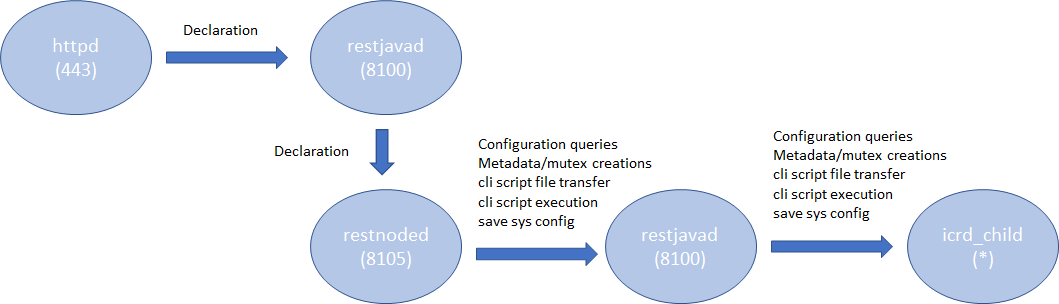 httpd
(443)
Declaration
restjavad
(8100)
Declaration
restnoded
(8105)
Configuration queries
Metadata/mutex creations
cli script file transfer
cli script execution
save sys config
restjavad
(8100)
Configuration queries
Metadata/mutex creations
cli script file transfer
cli script execution
save sys config
icrd_child
(*)